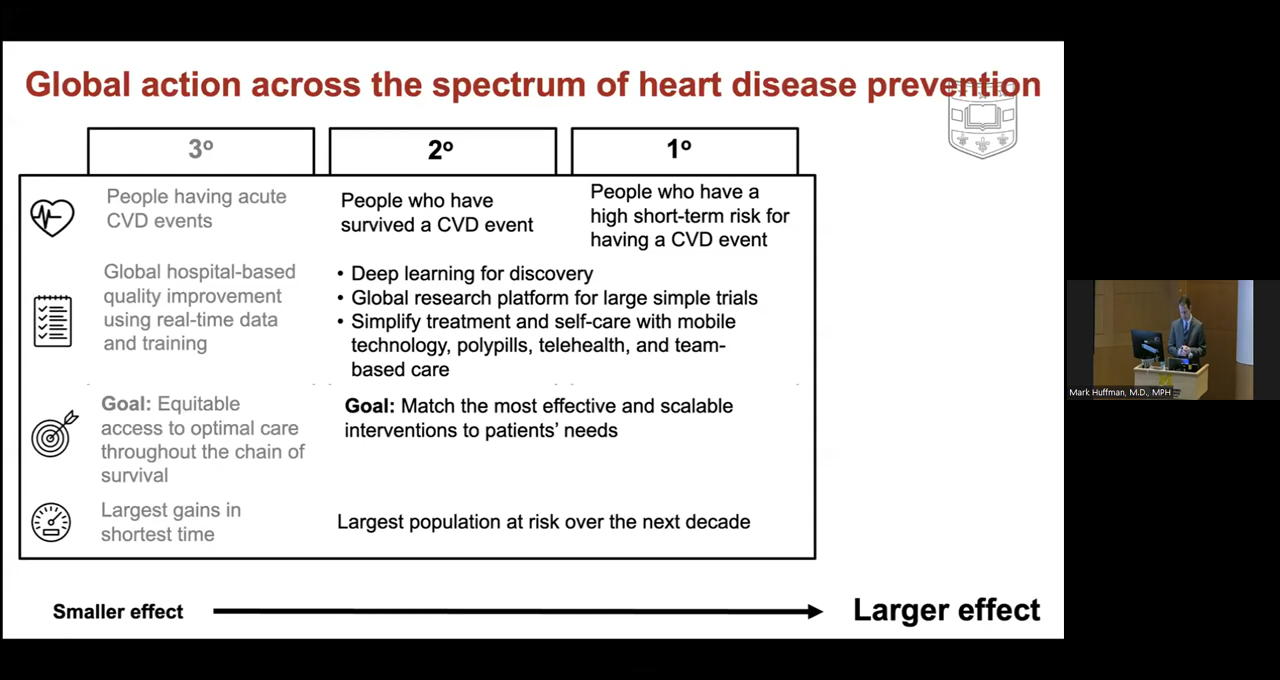 Global action across the spectrum of heart disease prevention
3º
2º
1º
People having acute
CVD events
People who have
survived a CVD event
People who have a
high short-term risk for
having a CVD event
Global hospital-based
quality improvement
using real-time data
and training
• Deep learning for discovery
• Global research platform for large simple trials
• Simplify treatment and self-care with mobile
technology, polypills, telehealth, and team-
based care
Goal: Equitable
access to optimal care
throughout the chain of
survival
Goal: Match the most effective and scalable
interventions to patients’ needs
Largest gains in
shortest time
Largest population at risk over the next decade
Smaller effect
Larger effect
Mark Huffman, M.D., MPH